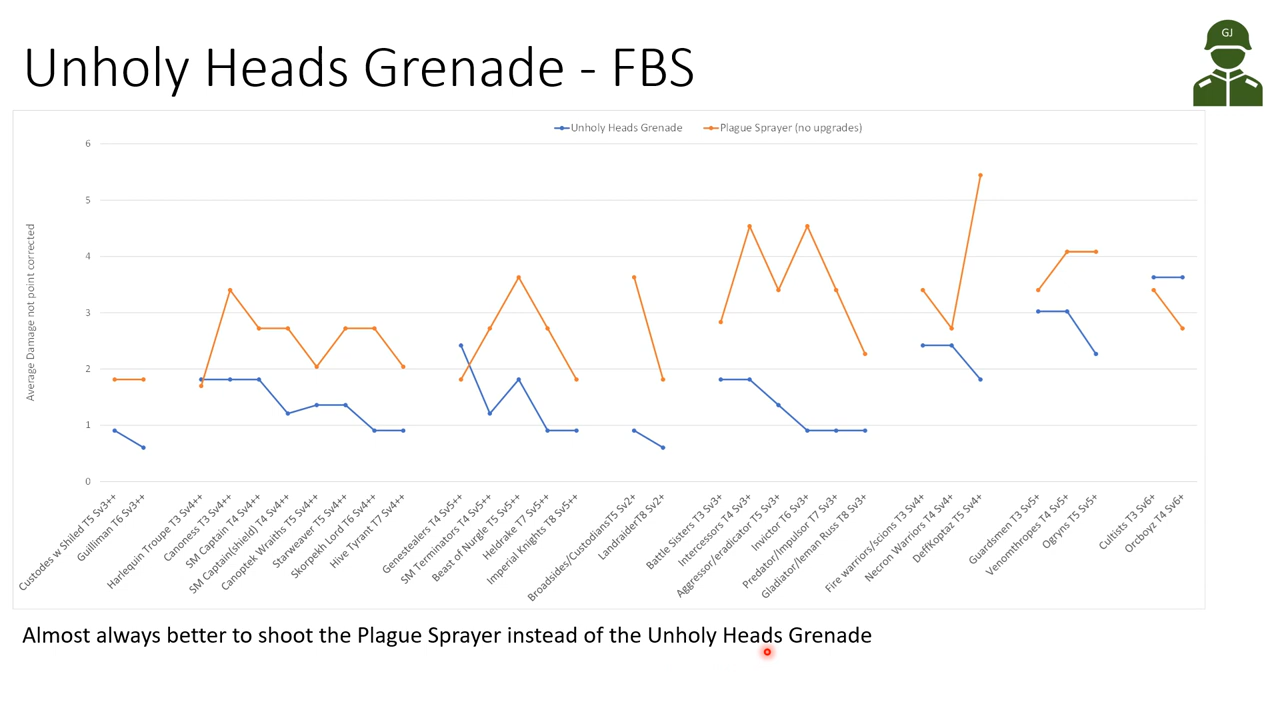 Unholy Heads Grenade - FBS
GJ
Unholy Heads Grenade
Plague Sprayer (no upgrades)
Average Damage not point corrected
6
5
4
3
2
1
0
Custodes w Shiled T5 Sv3++
Guilliman T6 Sv3++
Harlequin Troupe T3 Sv4++
Canoness T3 Sv4++
SM Captain T4 Sv4++
SM Captain(shield) T4 Sv4++
Canoptek Wraiths T5 Sv4++
Starweaver T5 Sv4++
Skorpekh Lord T6 Sv4++
Hive Tyrant T7 Sv4++
Genestealers T4 Sv5++
SM Terminators T4 Sv5++
Beast of Nurgle T5 Sv5++
Heldrake T7 Sv5++
Imperial Knights T8 Sv5++
Broadsides/CustodiansT5 Sv2+
LandraiderT8 Sv2+
Battle Sisters T3 Sv3+
Intercessors T4 Sv3+
Aggressor/eradicator T5 Sv3+
Invictor T6 Sv3+
Predator/Impulsor T7 Sv3+
Gladiator/leman Russ T8 Sv3+
Fire warriors/scions T3 Sv4+
Necron Warriors T4 Sv4+
DeffKoptaz T5 Sv4+
Guardsmen T3 Sv5+
Venomthropes T4 Sv5+
Ogryns T5 Sv5+
Cultists T3 Sv6+
Orcboyz T4 Sv6+
Almost always better to shoot the Plague Sprayer instead of the Unholy Heads Grenade